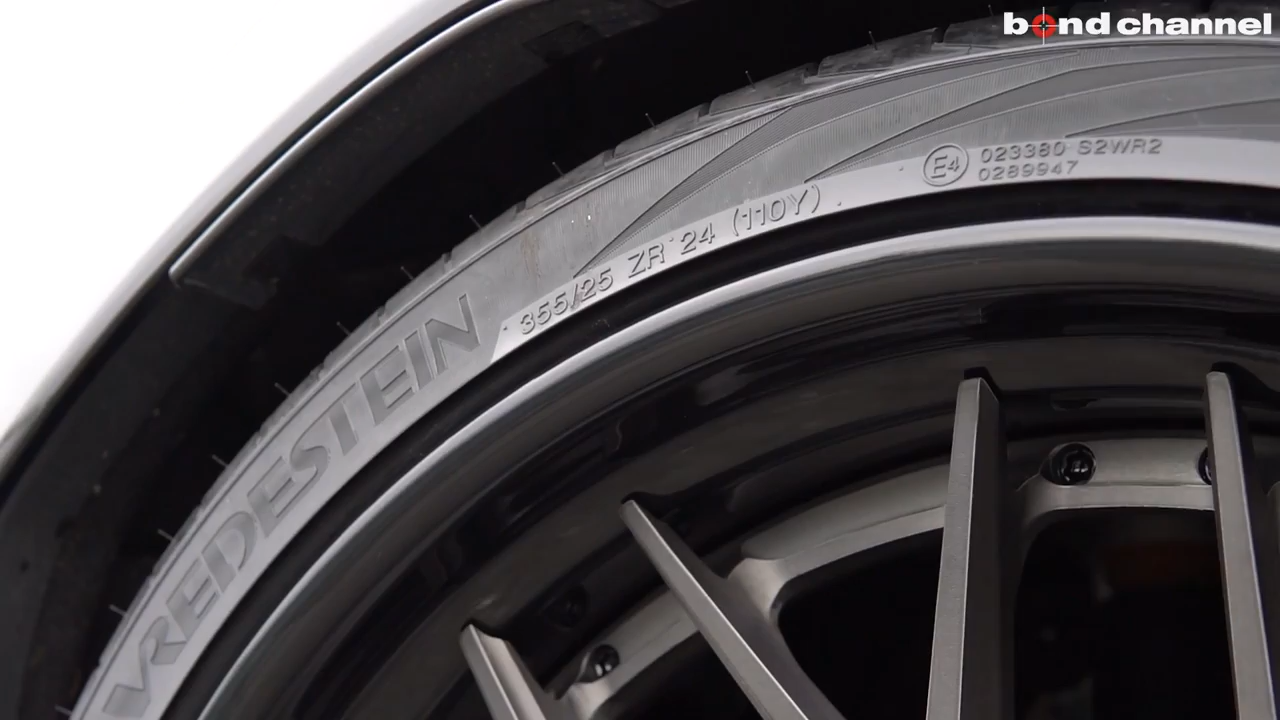 bond channel
E4 023380 S2WR2
0289947
355/25 ZR 24 (110Y)
VREDESTEIN